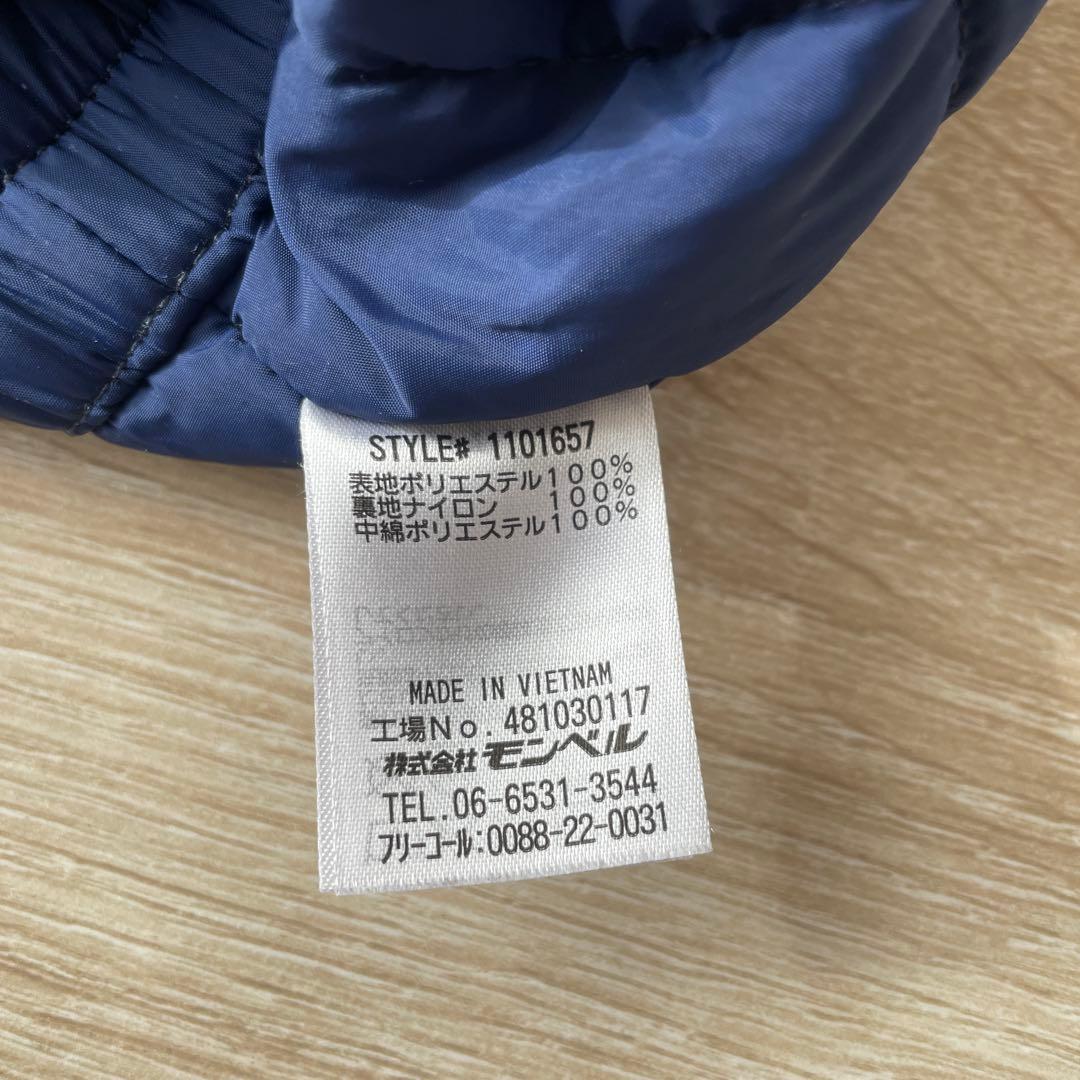 STYLE# 1101657
表地ポリエステル100%
裏地ナイロン 100%
中綿ポリエステル100%
MADE IN VIETNAM
工場No. 481030117
株式会社モンベル
TEL.06-6531-3544
フリーコール:0088-22-0031